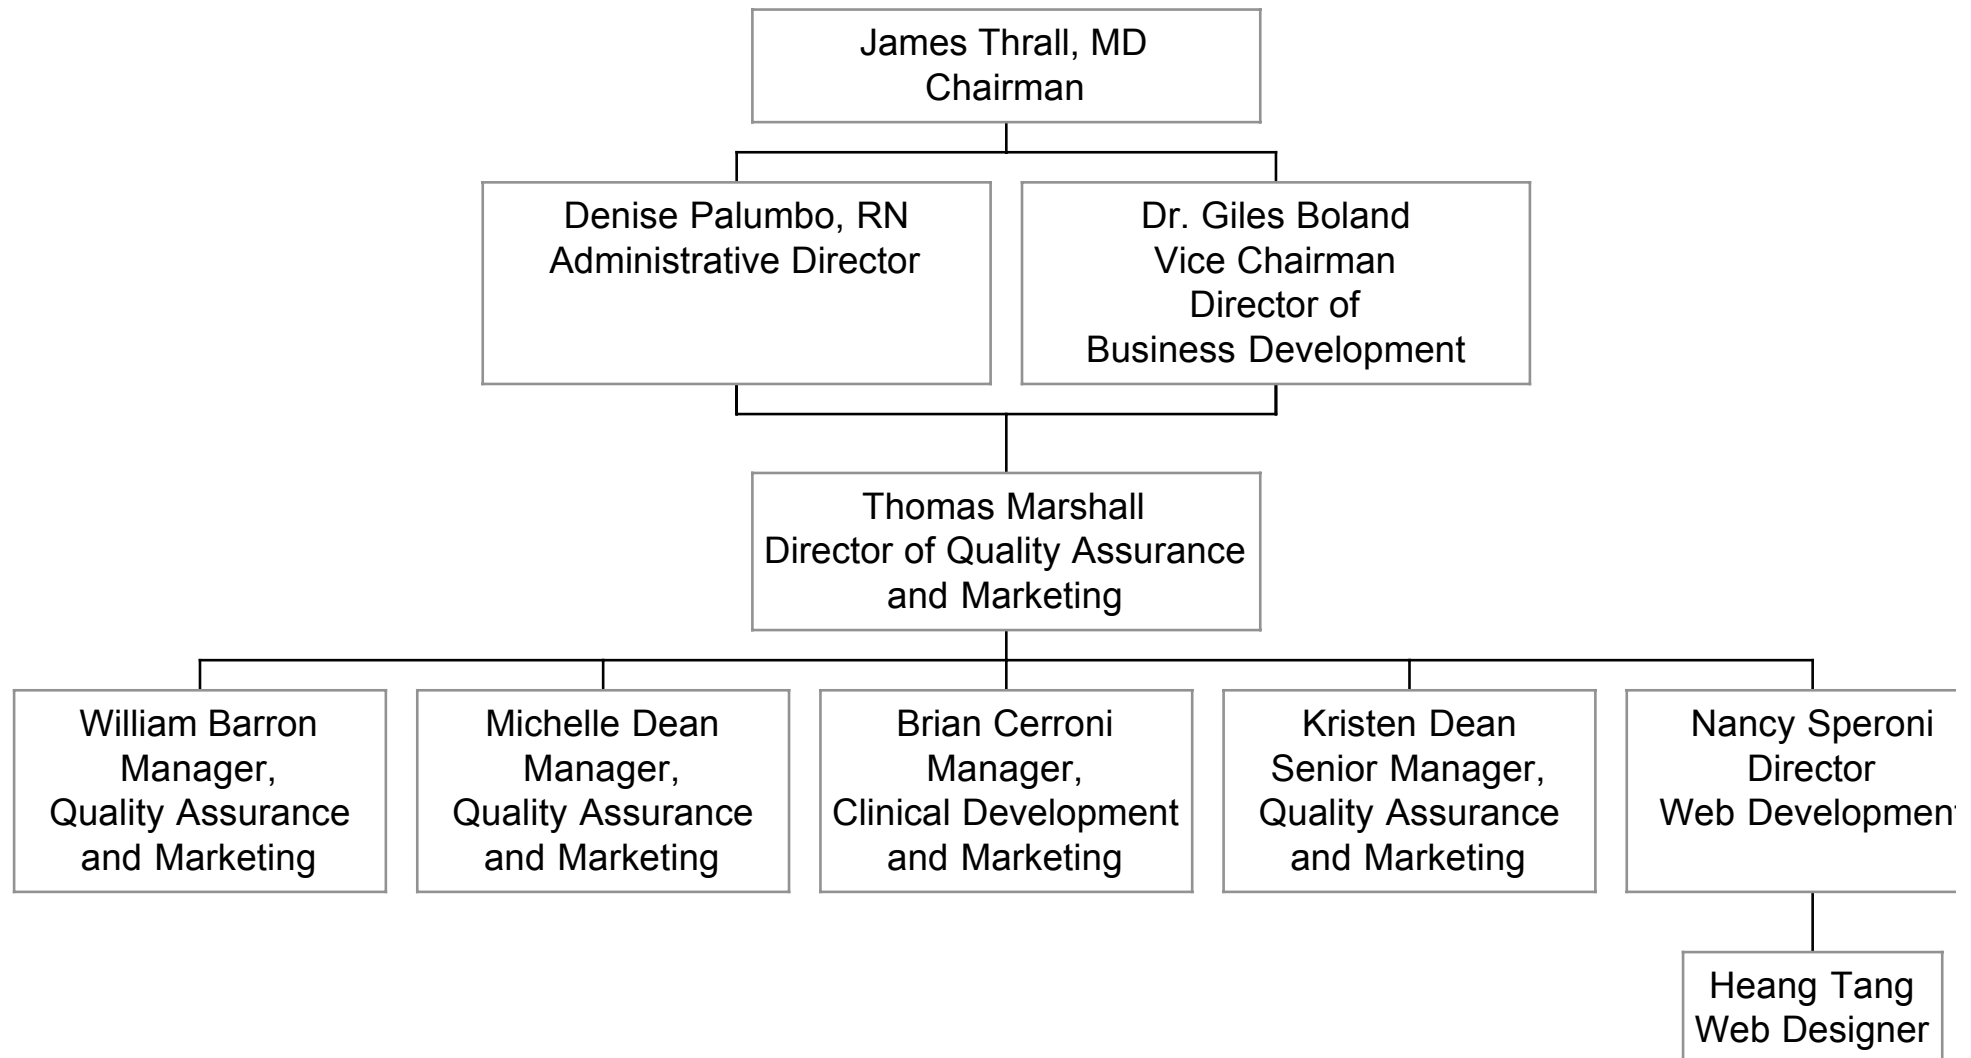 James Thrall, MD
Chairman
Denise Palumbo, RN
Administrative Director
Dr. Giles Boland
Vice Chairman
Director of
Business Development
Thomas Marshall
Director of Quality Assurance
and Marketing
William Barron
Manager,
Quality Assurance
and Marketing
Michelle Dean
Manager,
Quality Assurance
and Marketing
Brian Cerroni
Manager,
Clinical Development
and Marketing
Kristen Dean
Senior Manager,
Quality Assurance
and Marketing
Nancy Speroni
Director
Web Development
Heang Tang
Web Designer